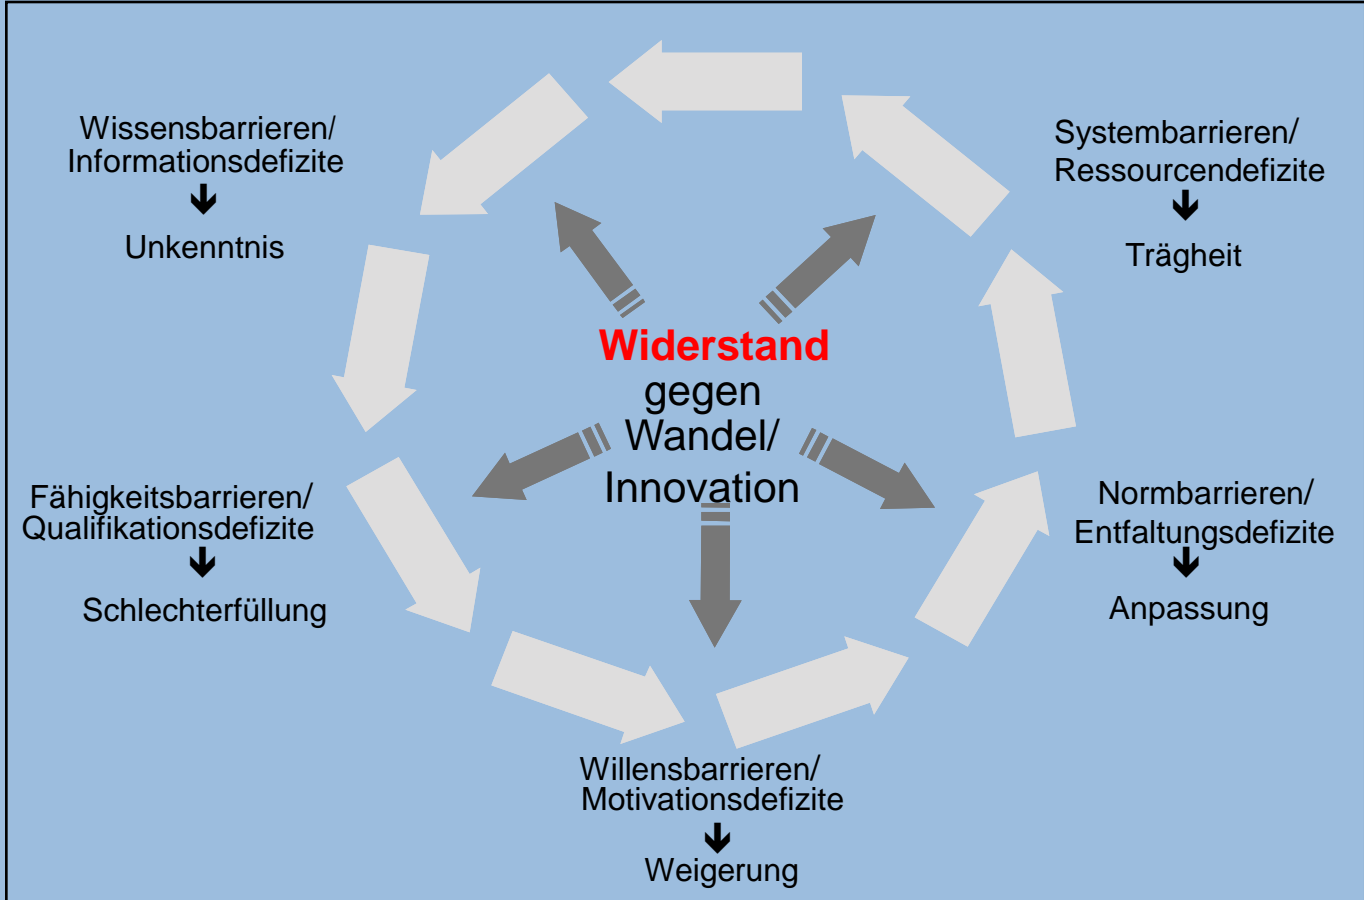 Wissensbarrieren/
Informationsdefizite
Unkenntnis
Systembarrieren/
Ressourcendefizite
Trägheit
Widerstand
gegen
Wandel/
Innovation
Fähigkeitsbarrieren/
Qualifikationsdefizite
Schlechterfüllung
Normbarrieren/
Entfaltungsdefizite
Anpassung
Willensbarrieren/
Motivationsdefizite
Weigerung